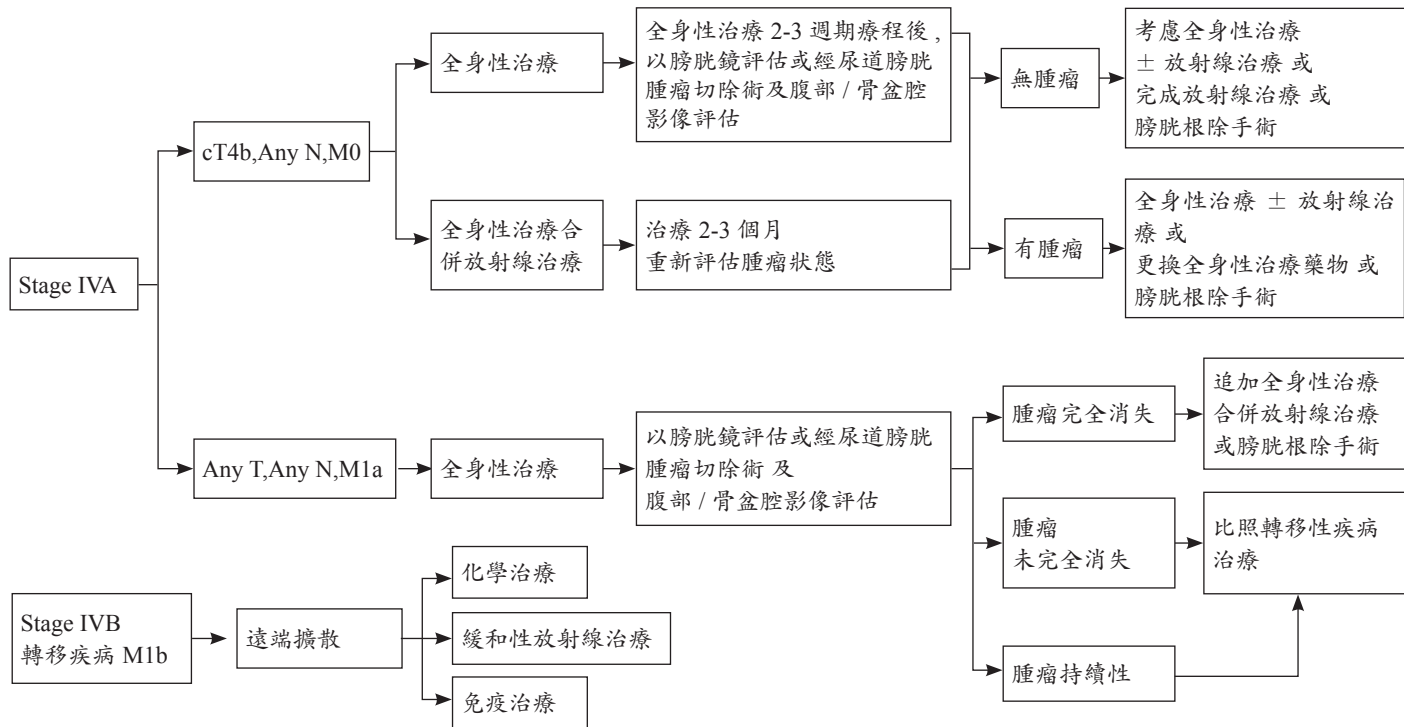 Stage IVA
cT4b,Any N,M0
全身性治療
全身性治療 2-3 週期療程後 ,
以膀胱鏡評估或經尿道膀胱
腫瘤切除術及腹部 / 骨盆腔
影像評估
全身性治療合
併放射線治療
治療 2-3 個月
重新評估腫瘤狀態
無腫瘤
考慮全身性治療
± 放射線治療 或
完成放射線治療 或
膀胱根除手術
有腫瘤
全身性治療 ± 放射線治
療 或
更換全身性治療藥物 或
膀胱根除手術
Any T,Any N,M1a
全身性治療
以膀胱鏡評估或經尿道膀胱
腫瘤切除術 及
腹部 / 骨盆腔影像評估
腫瘤完全消失
追加全身性治療
合併放射線治療
或膀胱根除手術
腫瘤
未完全消失
比照轉移性疾病
治療
腫瘤持續性
Stage IVB
轉移疾病 M1b
遠端擴散
化學治療
緩和性放射線治療
免疫治療